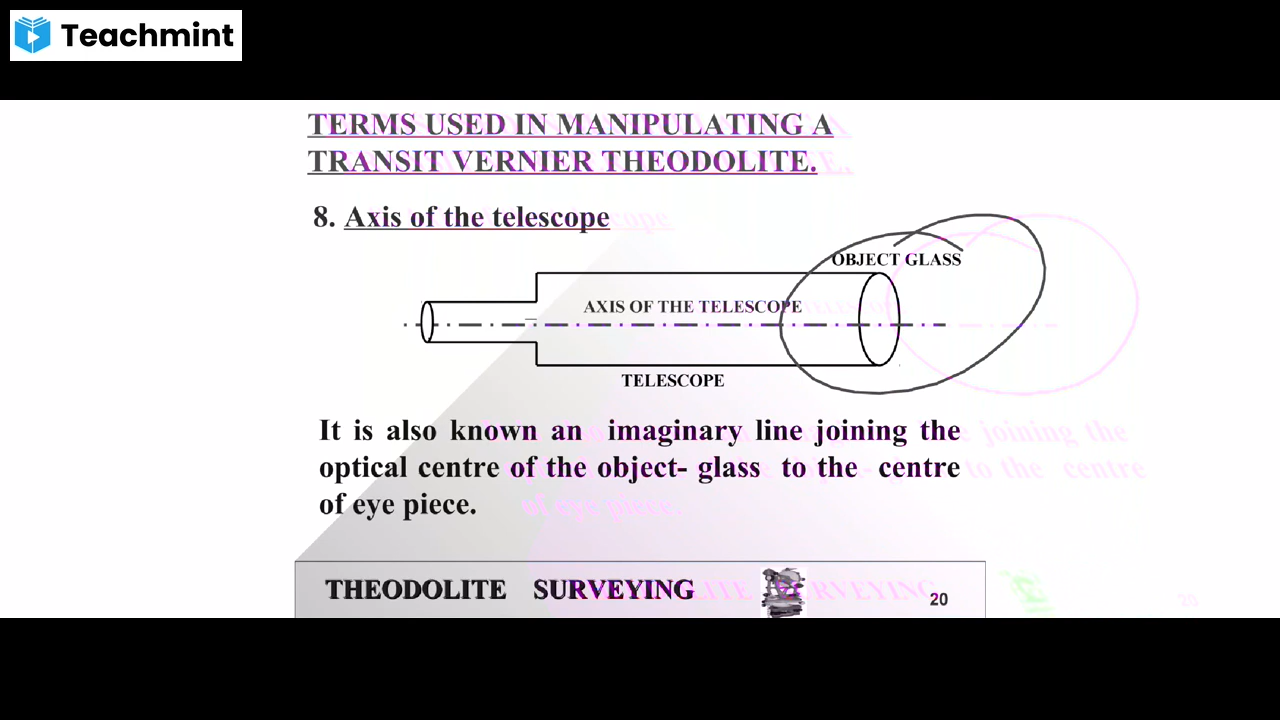 Teachmint
TERMS USED IN MANIPULATING A
TRANSIT VERNIER THEODOLITE.
8. Axis of the telescope
OBJECT GLASS
AXIS OF THE TELESCOPE
TELESCOPE
It is also known an imaginary line joining the
optical centre of the object- glass to the centre
of eye piece.
THEODOLITE SURVEYING
20